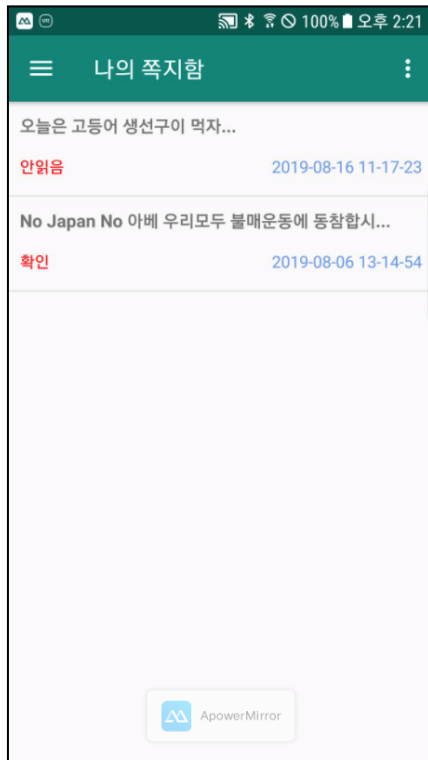 100% 오후 2:21
나의 쪽지함
오늘은 고등어 생선구이 먹자...
안읽음 2019-08-16 11-17-23
No Japan No 아베 우리모두 불매운동에 동참합시...
확인 2019-08-06 13-14-54
ApowerMirror